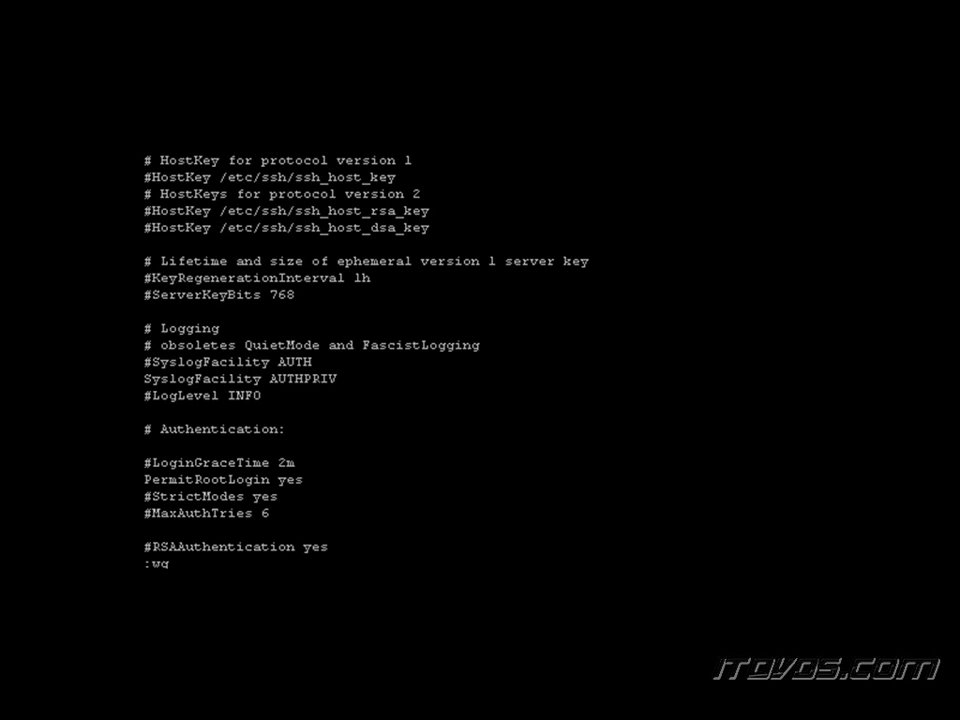 # HostKey for protocol version 1
#HostKey /etc/ssh/ssh_host_key
# HostKeys for protocol version 2
#HostKey /etc/ssh/ssh_host_rsa_key
#HostKey /etc/ssh/ssh_host_dsa_key
# Lifetime and size of ephemeral version 1 server key
#KeyRegenerationInterval 1h
#ServerKeyBits 768
# Logging
# obsoletes QuietMode and FascistLogging
#SyslogFacility AUTH
SyslogFacility AUTHPRIV
#LogLevel INFO
# Authentication:
#LoginGraceTime 2m
PermitRootLogin yes
#StrictModes yes
#MaxAuthTries 6
#RSAAuthentication yes
:wq
ITQVDS.COM